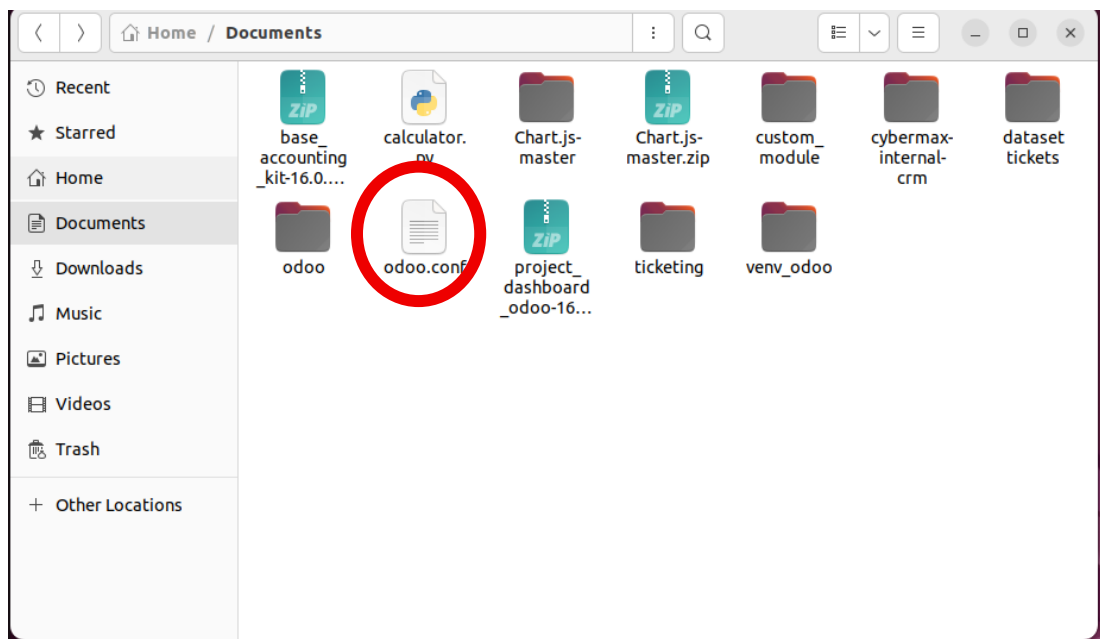 Home / Documents
Recent
Starred
Home
Documents
Downloads
Music
Pictures
Videos
Trash
Other Locations
ZIP
base_
accounting
_kit-16.0....
calculator.
py
Chart.js-
master
ZIP
Chart.js-
master.zip
custom_
module
cybermax-
internal-
crm
dataset
tickets
odoo
odoo.conf
ZIP
project_
dashboard
_odoo-16...
ticketing
venv_odoo